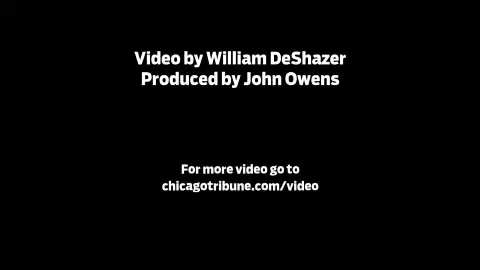 Video by William DeShazer
Produced by John Owens
For more video go to
chicagotribune.com/video